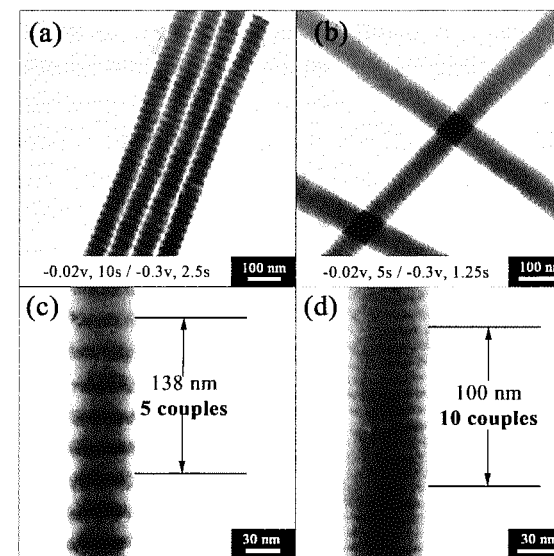 (a)
(b)
-0.02v, 10s / -0.3v, 2.5s
100 nm
-0.02v, 5s / -0.3v, 1.25s
100 nm
(c)
(d)
138 nm
5 couples
100 nm
10 couples
30 nm
30 nm